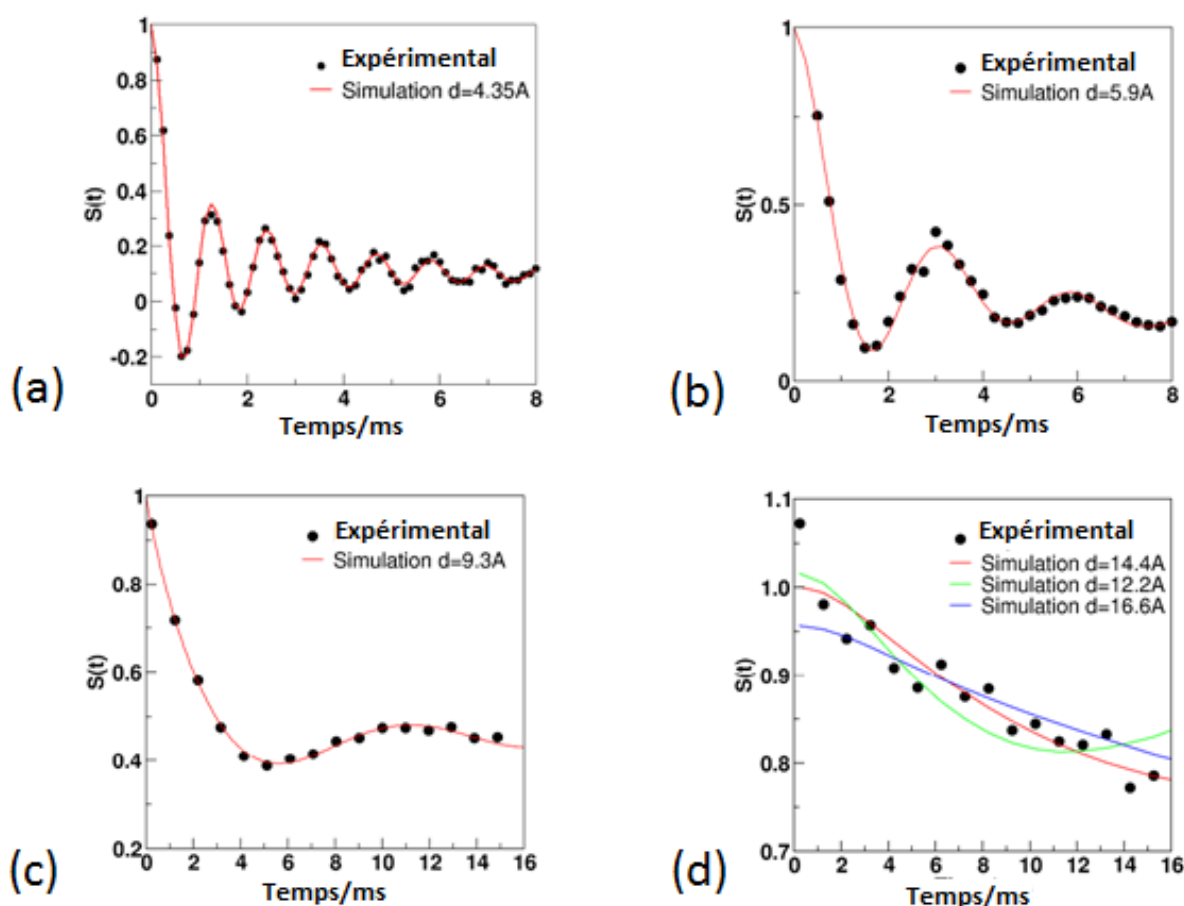 (a)
1
0.8
0.6
0.4
0.2
0
-0.2
S(t)
Expérimental
Simulation d=4.35A
0 2 4 6 8
Temps/ms
(b)
1
0.5
0
S(t)
Expérimental
Simulation d=5.9A
0 2 4 6 8
Temps/ms
(c)
1
0.8
0.6
0.4
0.2
S(t)
Expérimental
Simulation d=9.3A
0 2 4 6 8 10 12 14 16
Temps/ms
(d)
1.1
1.0
0.9
0.8
0.7
S(t)
Expérimental
Simulation d=14.4A
Simulation d=12.2A
Simulation d=16.6A
0 2 4 6 8 10 12 14 16
Temps/ms